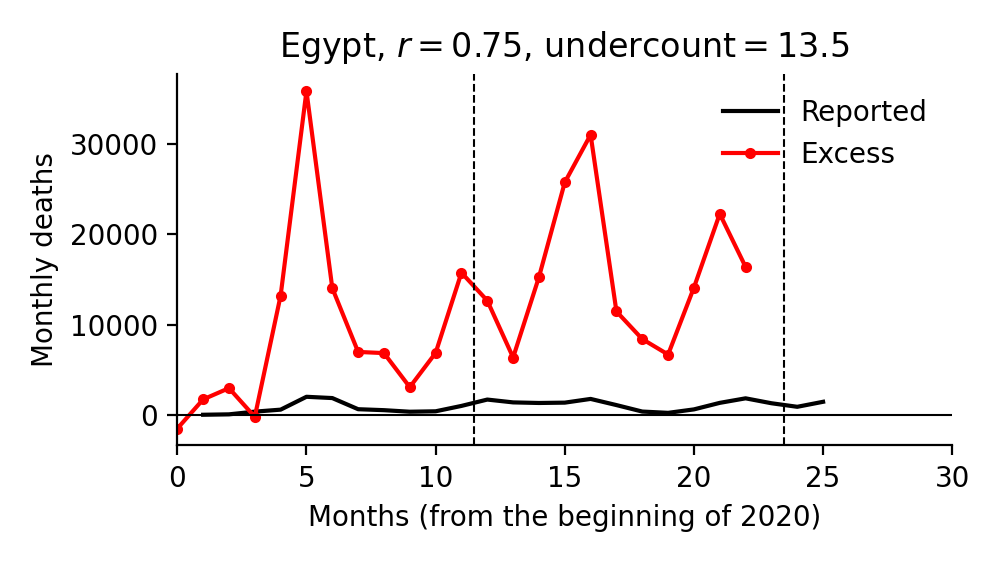 Egypt, r = 0.75, undercount = 13.5
Reported
Excess
Monthly deaths
30000
20000
10000
0
0 5 10 15 20 25 30
Months (from the beginning of 2020)